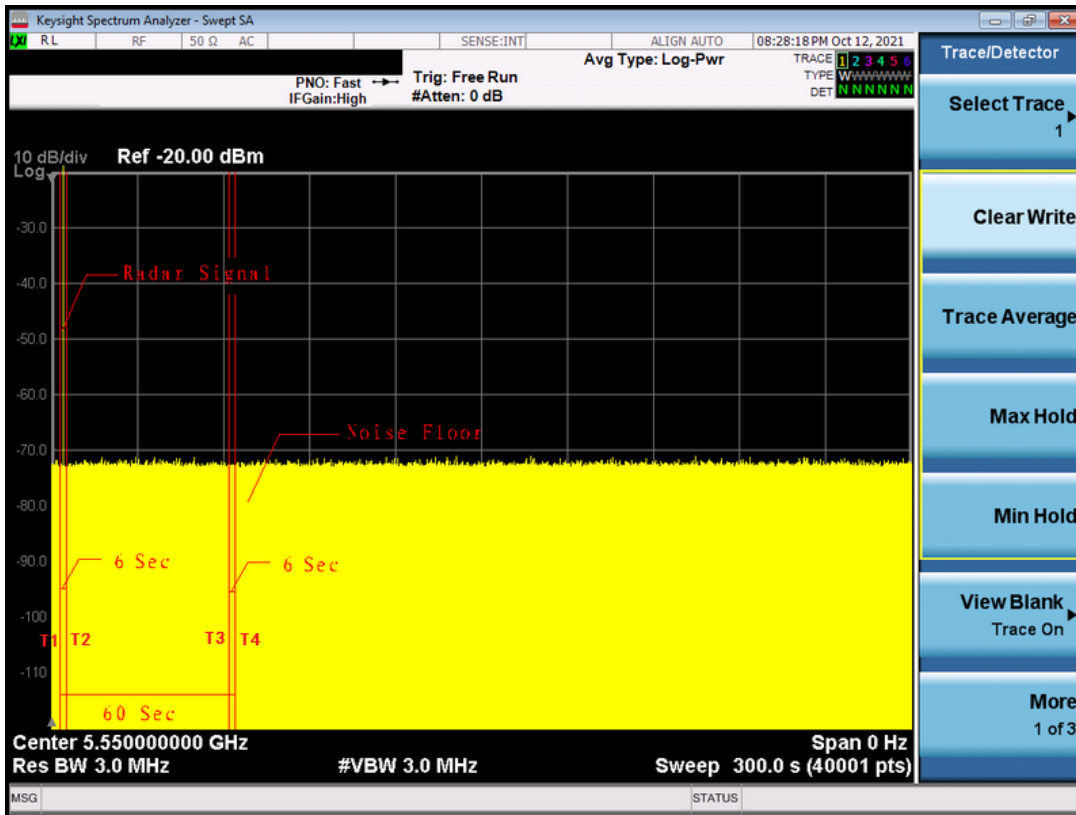 Keysight Spectrum Analyzer - Swept SA
LXI RL RF 50 Ω AC SENSE:INT ALIGN AUTO 08:28:18 PM Oct 12, 2021
Avg Type: Log-Pwr
TRACE 1 2 3 4 5 6
PNO: Fast Trig: Free Run
TYPE WWWWWW
IFGain:High #Atten: 0 dB
DET N N N N N N
10 dB/div Ref -20.00 dBm
Log
-30.0
Radar Signal
-40.0
-50.0
-60.0
Noise Floor
-70.0
-80.0
-90.0
6 Sec
6 Sec
-100
T1 T2 T3 T4
-110
60 Sec
Center 5.550000000 GHz Span 0 Hz
Res BW 3.0 MHz #VBW 3.0 MHz Sweep 300.0 s (40001 pts)
MSG STATUS
Trace/Detector
Select Trace
1
Clear Write
Trace Average
Max Hold
Min Hold
View Blank
Trace On
More
1 of 3